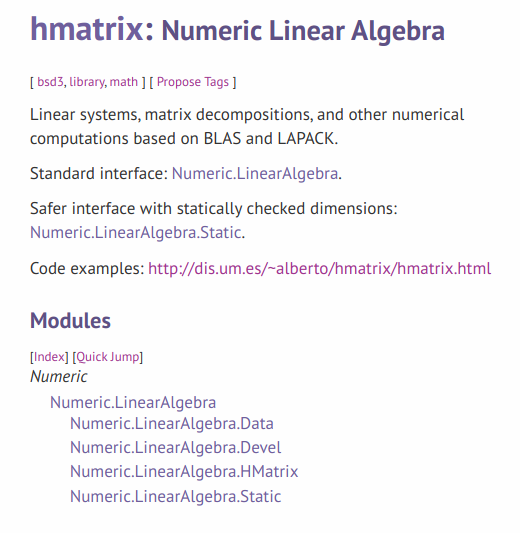 hmatrix: Numeric Linear Algebra
[ bsd3, library, math ] [ Propose Tags ]
Linear systems, matrix decompositions, and other numerical
computations based on BLAS and LAPACK.
Standard interface: Numeric.LinearAlgebra.
Safer interface with statically checked dimensions:
Numeric.LinearAlgebra.Static.
Code examples: http://dis.um.es/~alberto/hmatrix/hmatrix.html
Modules
[Index] [Quick Jump]
Numeric
Numeric.LinearAlgebra
Numeric.LinearAlgebra.Data
Numeric.LinearAlgebra.Devel
Numeric.LinearAlgebra.HMatrix
Numeric.LinearAlgebra.Static